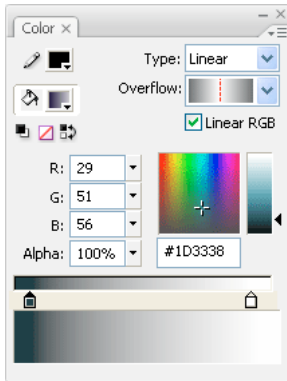 Color ×
Type: Linear
Overflow:
Linear RGB
R: 29
G: 51
B: 56
Alpha: 100%
#1D3338